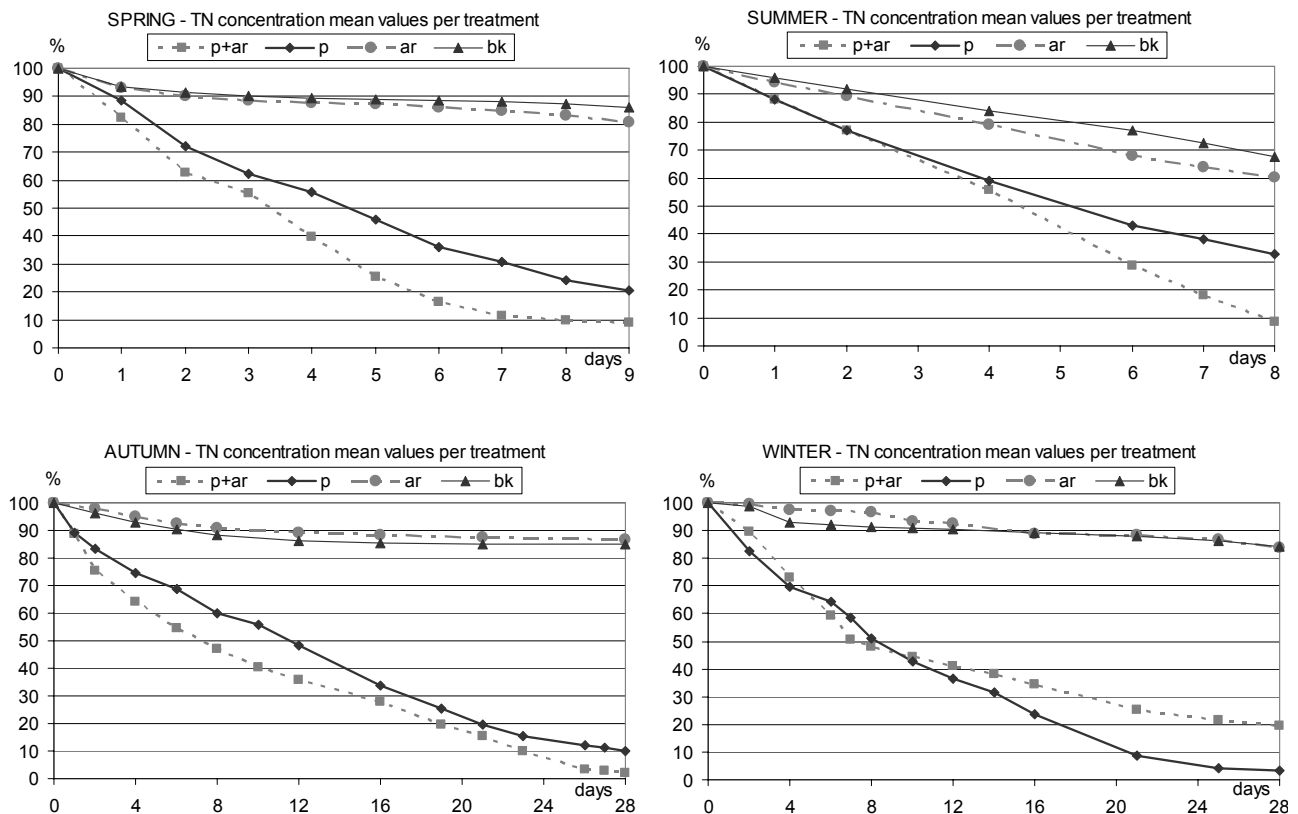 SPRING - TN concentration mean values per treatment
% p+ar p ar bk
100
90
80
70
60
50
40
30
20
10
0
days
0 1 2 3 4 5 6 7 8 9
SUMMER - TN concentration mean values per treatment
% p+ar p ar bk
100
90
80
70
60
50
40
30
20
10
0
days
0 1 2 3 4 5 6 7 8
AUTUMN - TN concentration mean values per treatment
% p+ar p ar bk
100
90
80
70
60
50
40
30
20
10
0
days
0 4 8 12 16 20 24 28
WINTER - TN concentration mean values per treatment
% p+ar p ar bk
100
90
80
70
60
50
40
30
20
10
0
days
0 4 8 12 16 20 24 28